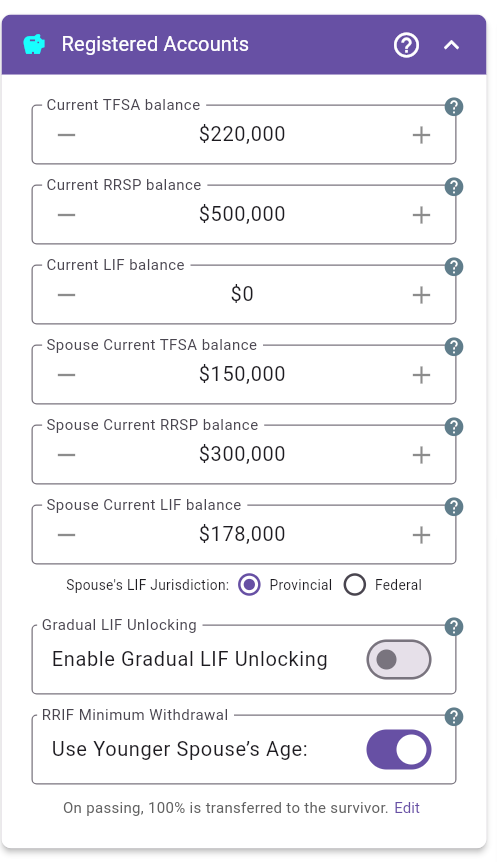 Registered Accounts
Current TFSA balance
$220,000
Current RRSP balance
$500,000
Current LIF balance
$0
Spouse Current TFSA balance
$150,000
Spouse Current RRSP balance
$300,000
Spouse Current LIF balance
$178,000
Spouse's LIF Jurisdiction: Provincial Federal
Gradual LIF Unlocking
Enable Gradual LIF Unlocking
RRIF Minimum Withdrawal
Use Younger Spouse’s Age:
On passing, 100% is transferred to the survivor. Edit